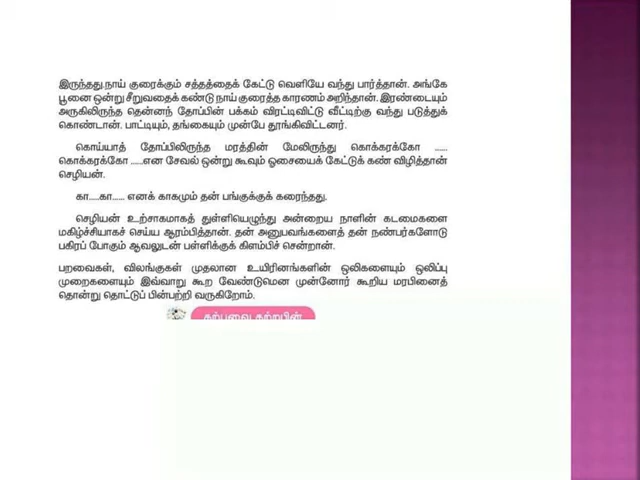 இருந்தது.நாய் குரைக்கும் சத்தத்தைக் கேட்டு வெளியே வந்து பார்த்தான். அங்கே
பூனை ஒன்று சீறுவதைக் கண்டு நாய் குரைத்த காரணம் அறிந்தான். இரண்டையும்
அருகிலிருந்த தென்னந் தோப்பின் பக்கம் விரட்டிவிட்டு வீட்டிற்கு வந்து படுத்துக்
கொண்டான். பாட்டியும், தங்கையும் முன்பே தூங்கிவிட்டனர்.
கொய்யாத் தோப்பிலிருந்த மரத்தின் மேலிருந்து கொக்கரக்கோ ......
கொக்கரக்கோ ......என சேவல் ஒன்று கூவும் ஓசையைக் கேட்டுக் கண் விழித்தான்
செழியன்.
கா.....கா...... எனக் காகமும் தன் பங்குக்குக் கரைந்தது.
செழியன் உற்சாகமாகத் துள்ளியெழுந்து அன்றைய நாளின் கடமைகளை
மகிழ்ச்சியாகச் செய்ய ஆரம்பித்தான். தன் அனுபவங்களைத் தன் நண்பர்களோடு
பகிரப் போகும் ஆவலுடன் பள்ளிக்குக் கிளம்பிச் சென்றான்.
பறவைகள், விலங்குகள் முதலான உயிரினங்களின் ஒலிகளையும் ஒலிப்பு
முறைகளையும் இவ்வாறு கூற வேண்டுமென முன்னோர் கூறிய மரபினைத்
தொன்று தொட்டுப் பின்பற்றி வருகிறோம்.
கற்பவை கற்றபின்